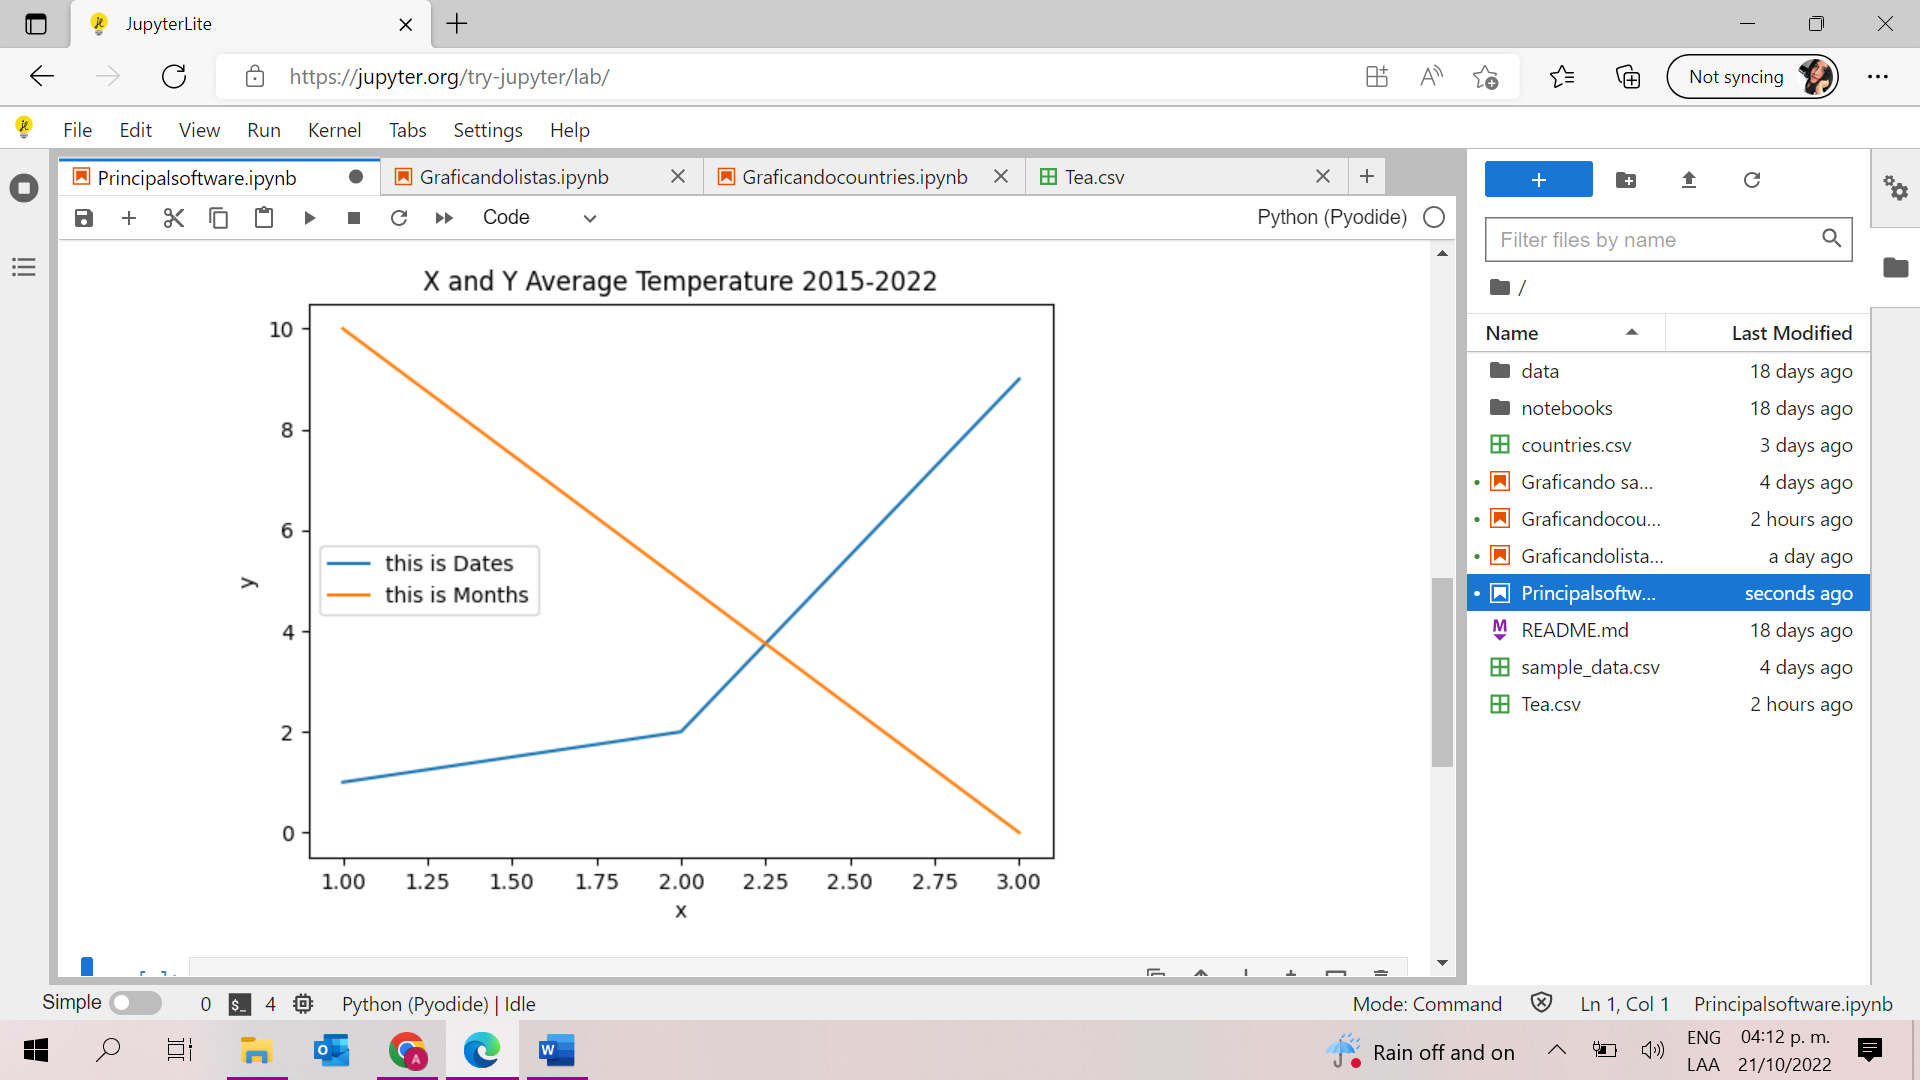 JupyterLite
https://jupyter.org/try-jupyter/lab/
Not syncing
File Edit View Run Kernel Tabs Settings Help
Principalsoftware.ipynb Graficandolistas.ipynb Graficandocountries.ipynb Tea.csv
Code Python (Pyodide)
X and Y Average Temperature 2015-2022
10
8
6
4
2
0
y
this is Dates
this is Months
1.00 1.25 1.50 1.75 2.00 2.25 2.50 2.75 3.00
x
Filter files by name
/
Name Last Modified
data 18 days ago
notebooks 18 days ago
countries.csv 3 days ago
Graficando sa... 4 days ago
Graficandocou... 2 hours ago
Graficandolista... a day ago
Principalsoftw... seconds ago
README.md 18 days ago
sample_data.csv 4 days ago
Tea.csv 2 hours ago
Simple 0 $_ 4 Python (Pyodide) | Idle Mode: Command Ln 1, Col 1 Principalsoftware.ipynb
Rain off and on ENG 04:12 p. m.
LAA 21/10/2022